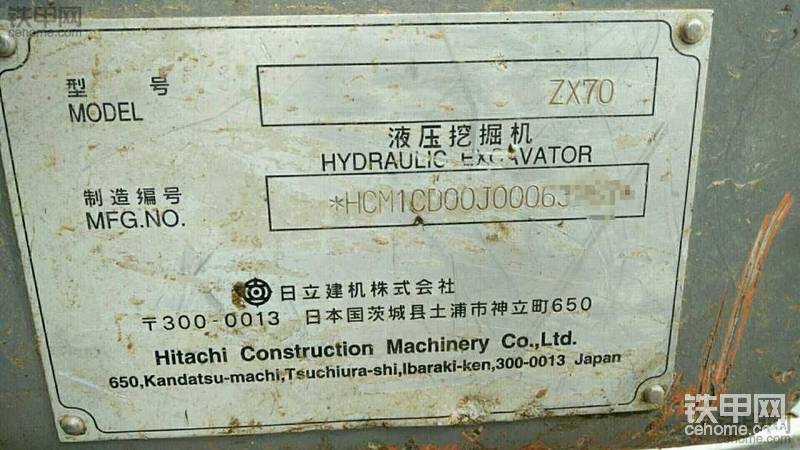 铁甲网
cehome.com
型 号
MODEL
ZX70
液压挖掘机
HYDRAULIC EXCAVATOR
制造编号
MFG.NO.
*HCM1CD00J0006
日立建机株式会社
〒300-0013 日本国茨城县土浦市神立町650
Hitachi Construction Machinery Co.,Ltd.
650,Kandatsu-machi,Tsuchiura-shi,Ibaraki-ken,300-0013 Japan
铁甲网
cehome.com